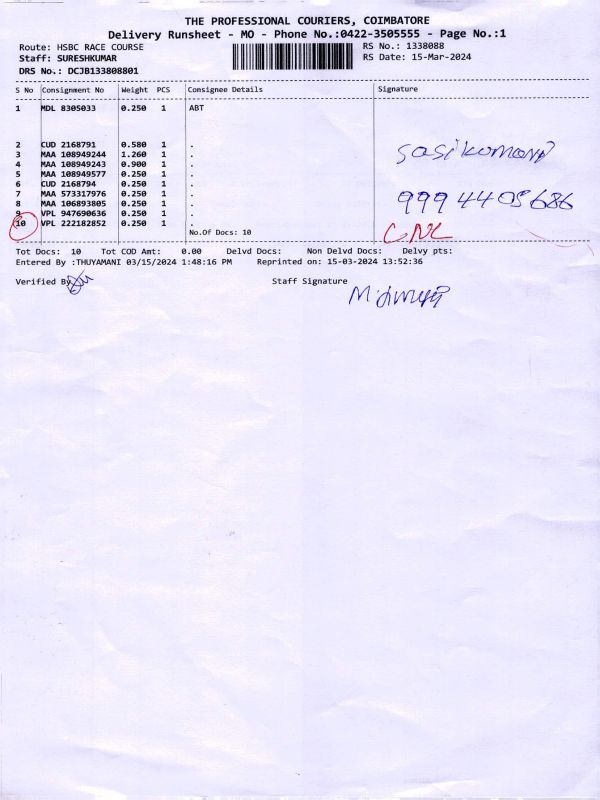 THE PROFESSIONAL COURIERS, COIMBATORE
Delivery Runsheet - MO - Phone No.:0422-3505555 - Page No.:1
Route: HSBC RACE COURSE
Staff: SURESHKUMAR
DRS No.: DCJB133808801
RS No.: 1338088
RS Date: 15-Mar-2024
S No Consignment No Weight PCS Consignee Details Signature
1 MDL 8305033 0.250 1 ABT
2 CUD 2168791 0.580 1 .
3 MAA 108949244 1.260 1 .
4 MAA 108949243 0.900 1 .
5 MAA 108949577 0.250 1 .
6 CUD 2168794 0.250 1 .
7 MAA 573317976 0.250 1 .
8 MAA 106893805 0.250 1 .
9 VPL 947690636 0.250 1 .
10 VPL 222182852 0.250 1 .
No.Of Docs: 10
sasikumar
999 4405686
Tot Docs: 10 Tot COD Amt: 0.00 Delvd Docs: Non Delvd Docs: Delvy pts:
Entered By :THUYAMANI 03/15/2024 1:48:16 PM Reprinted on: 15-03-2024 13:52:36
Verified By
Staff Signature